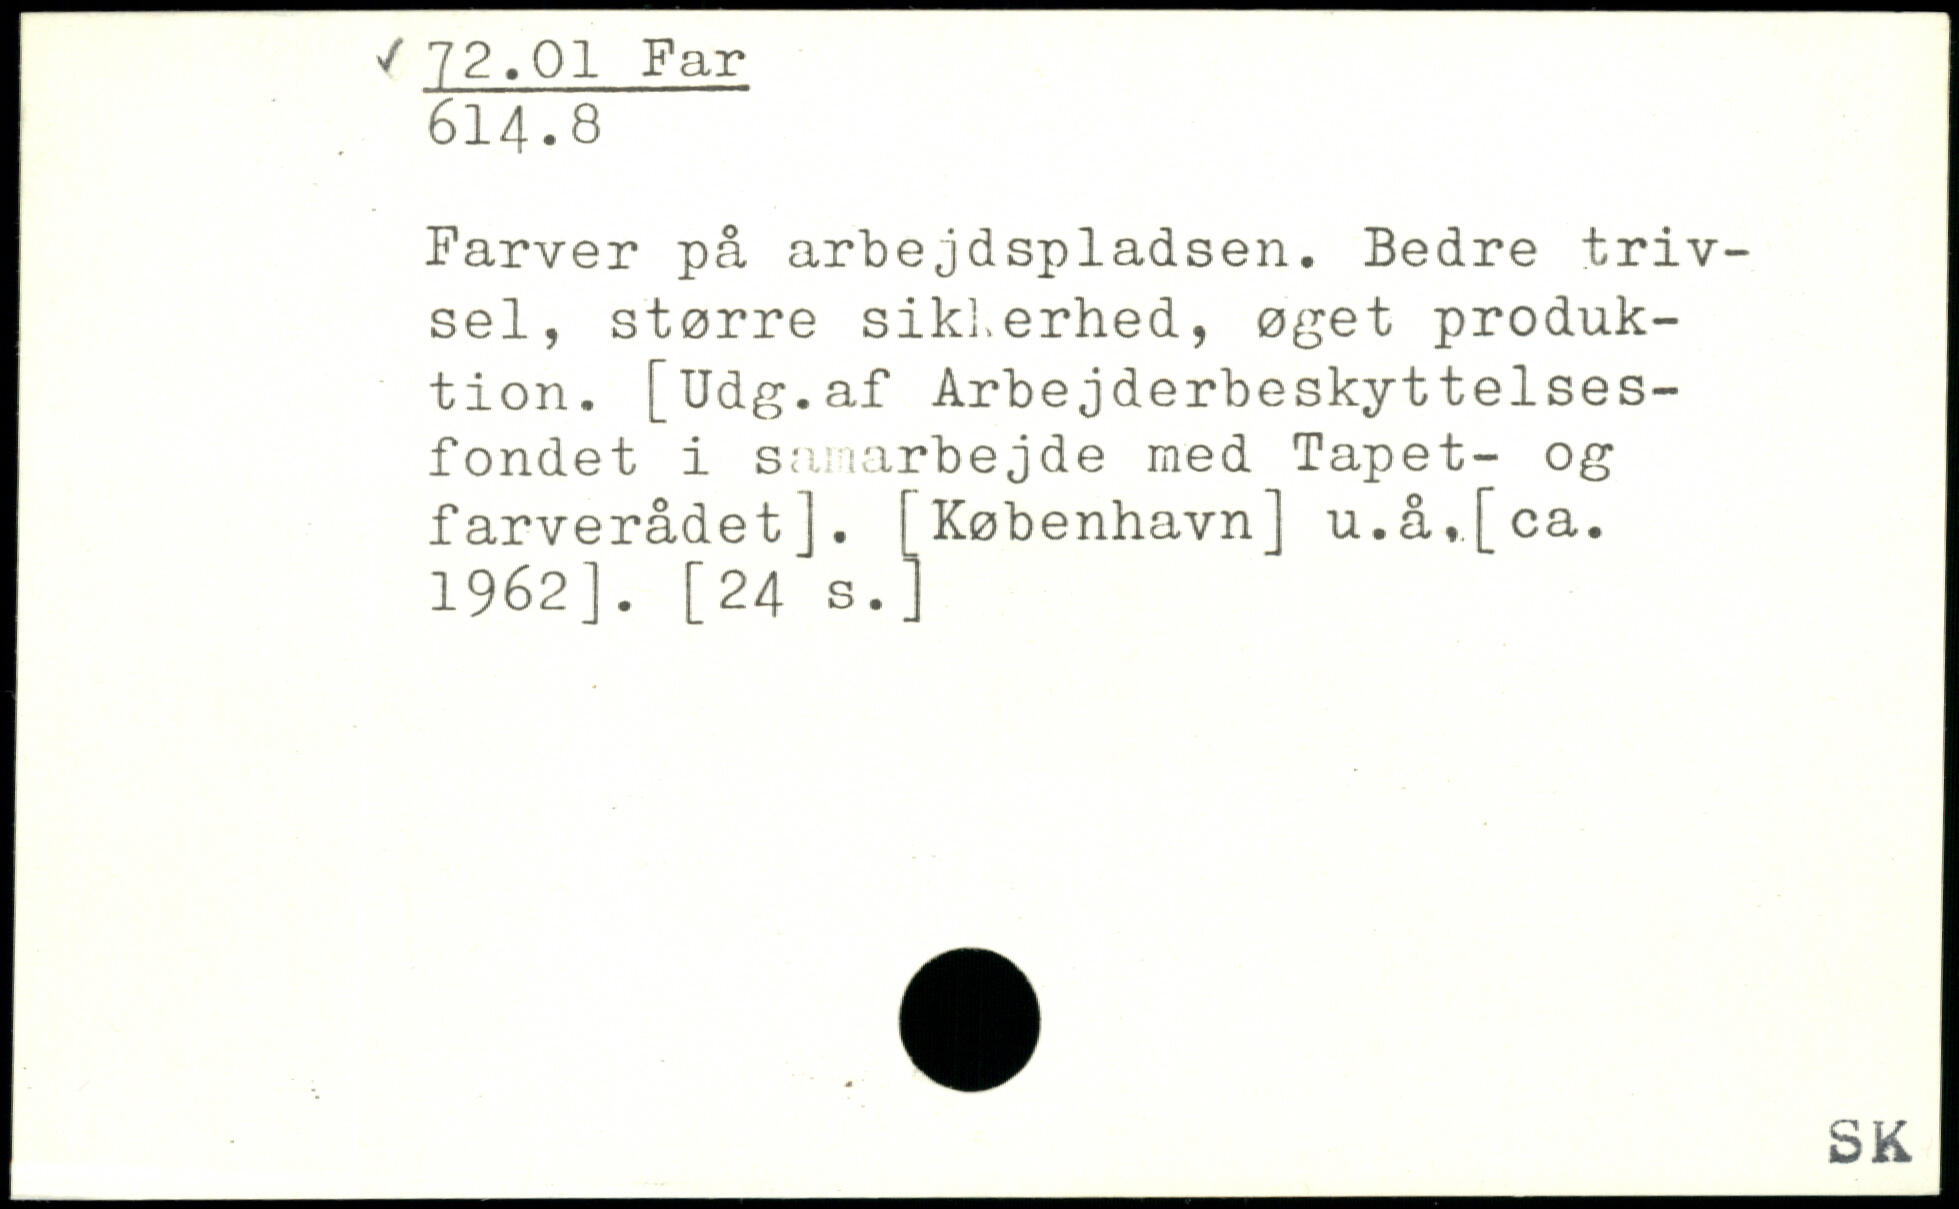 ✓ 72.01 Far
614.8
Farver på arbejdspladsen. Bedre triv-
sel, større sikkerhed, øget produk-
tion. [Udg.af Arbejderbeskyttelses-
fondet i samarbejde med Tapet- og
farverådet]. [København] u.å.[ca.
1962]. [24 s.]
SK